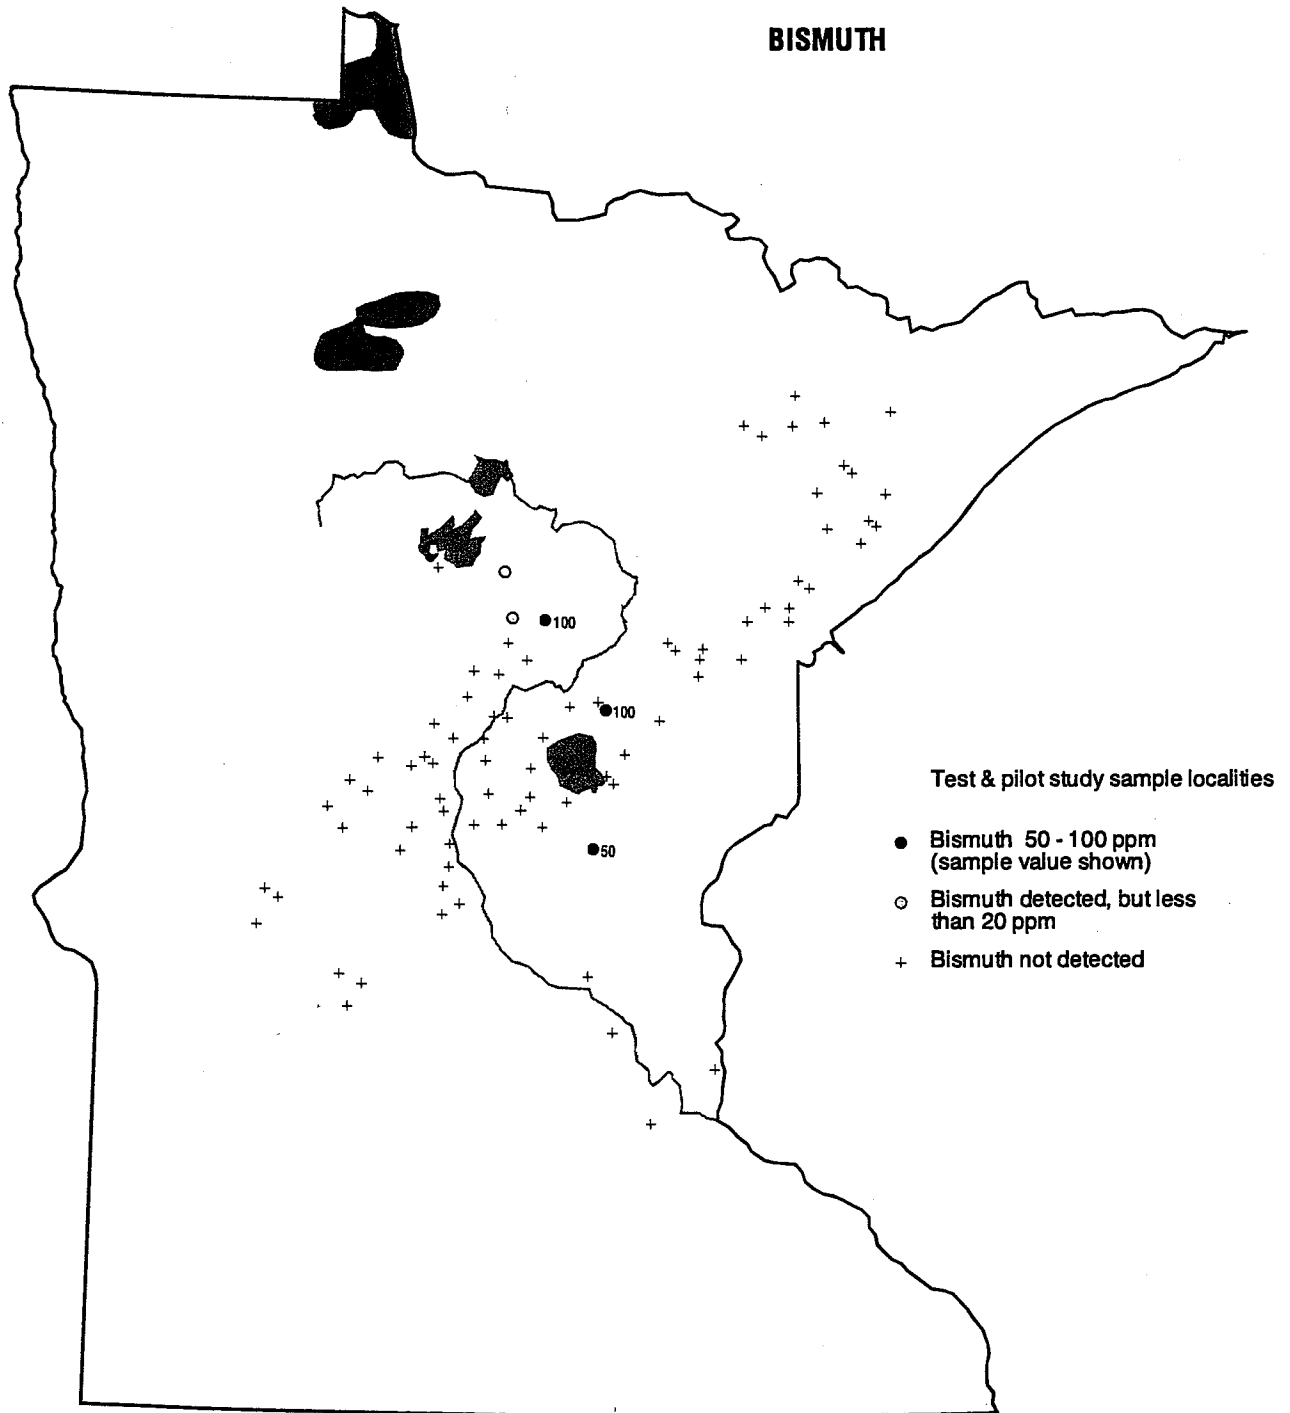 BISMUTH
100
100
50
Test & pilot study sample localities
Bismuth 50 - 100 ppm
(sample value shown)
Bismuth detected, but less
than 20 ppm
Bismuth not detected